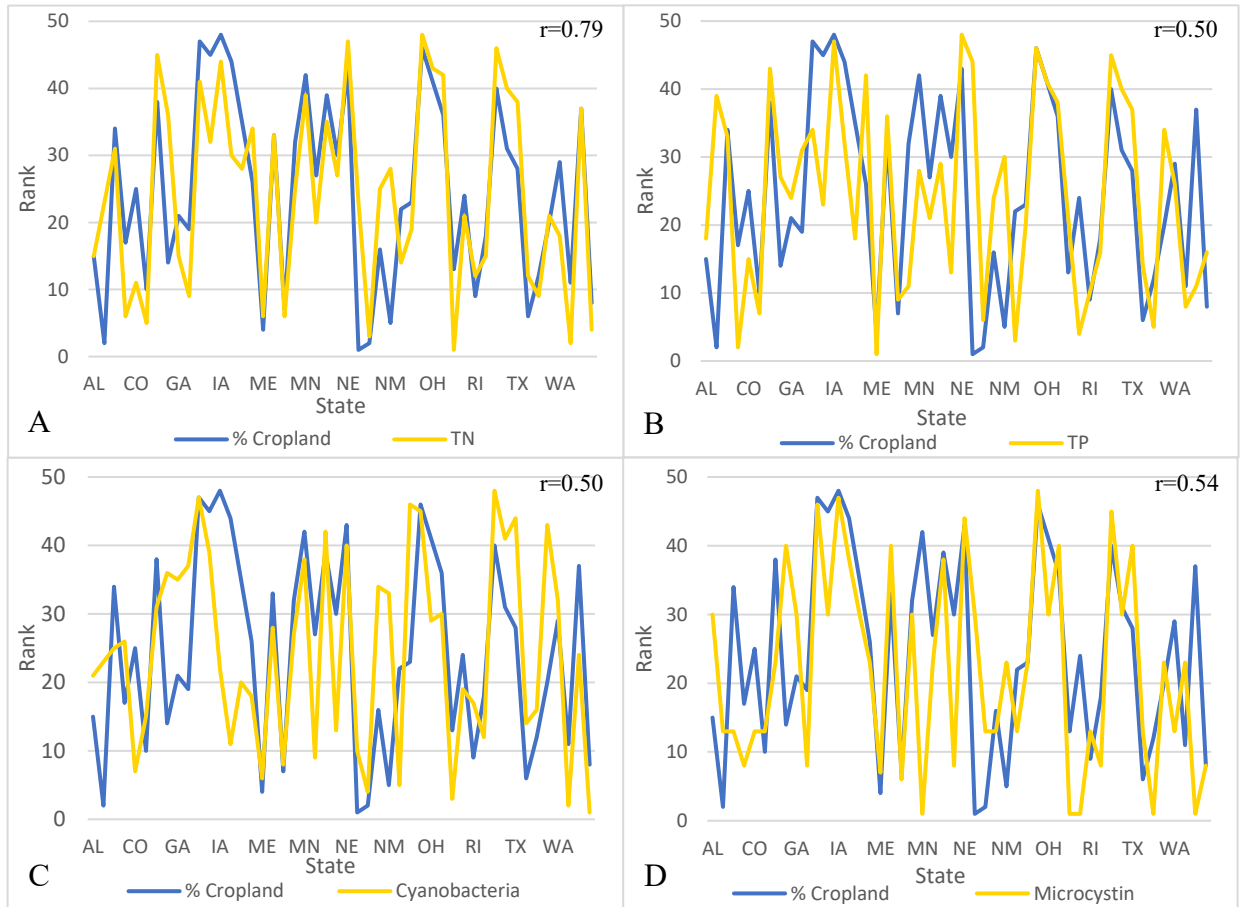 r=0.79
50
40
30
20
10
0
Rank
AL CO GA IA ME MN NE NM OH RI TX WA
State
% Cropland TN
A
r=0.50
50
40
30
20
10
0
Rank
AL CO GA IA ME MN NE NM OH RI TX WA
State
% Cropland TP
B
r=0.50
50
40
30
20
10
0
Rank
AL CO GA IA ME MN NE NM OH RI TX WA
State
% Cropland Cyanobacteria
C
r=0.54
50
40
30
20
10
0
Rank
AL CO GA IA ME MN NE NM OH RI TX WA
State
% Cropland Microcystin
D